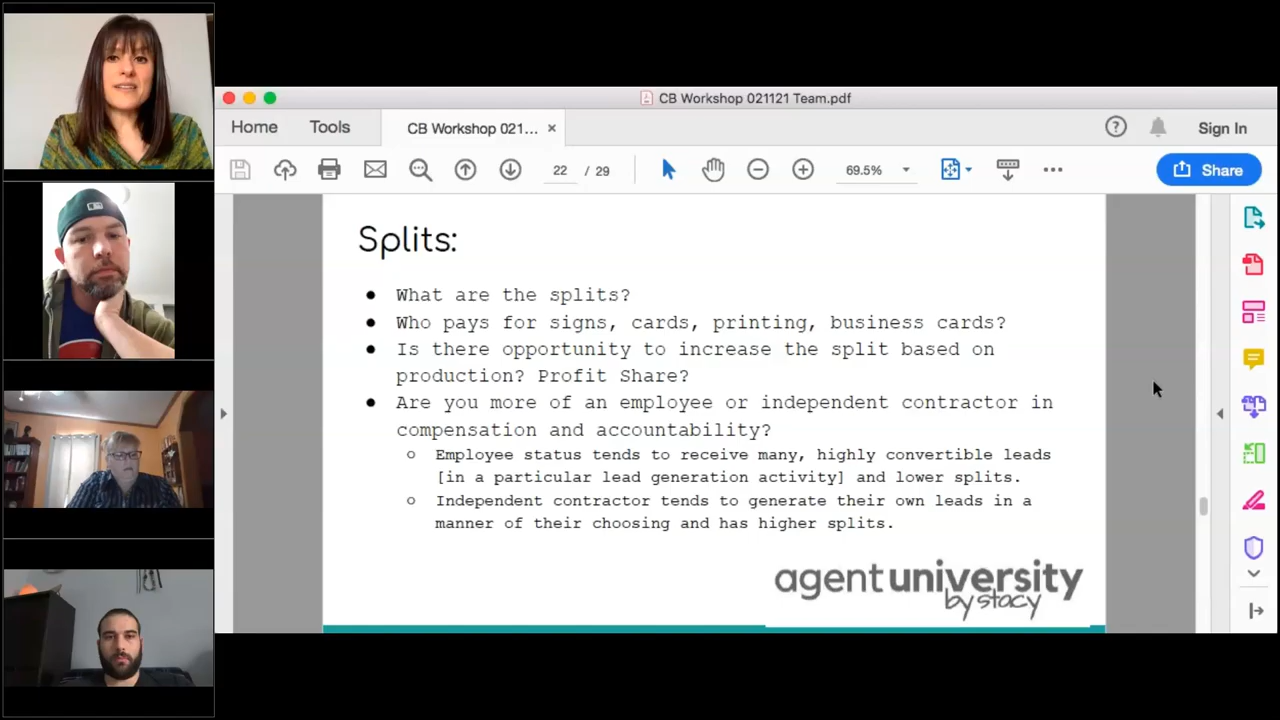 CB Workshop 021121 Team.pdf
Home
Tools
CB Workshop 021...
Sign In
22 / 29
69.5%
Share
Splits:
What are the splits?
Who pays for signs, cards, printing, business cards?
Is there opportunity to increase the split based on
production? Profit Share?
Are you more of an employee or independent contractor in
compensation and accountability?
Employee status tends to receive many, highly convertible leads
[in a particular lead generation activity] and lower splits.
Independent contractor tends to generate their own leads in a
manner of their choosing and has higher splits.
agent university
by stacy